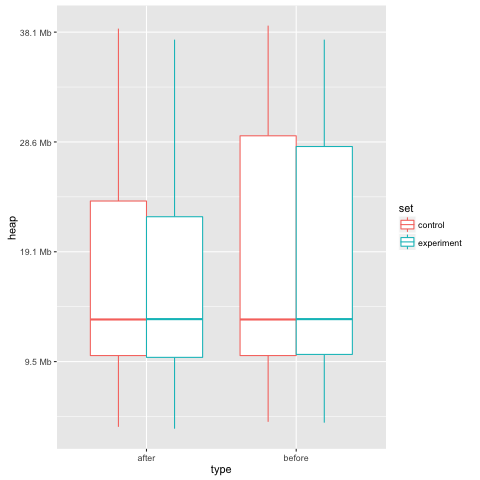 38.1 Mb
28.6 Mb
19.1 Mb
9.5 Mb
heap
after
before
type
set
control
experiment